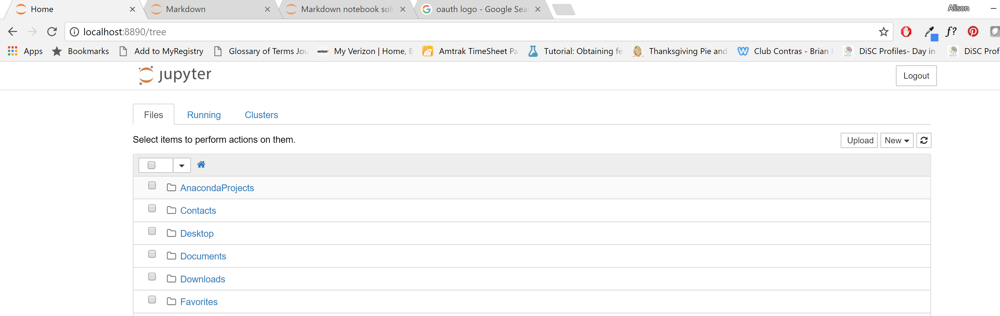 Home Markdown Markdown notebook solu oauth logo - Google Sea Alison
localhost:8890/tree f?
Apps Bookmarks Add to MyRegistry Glossary of Terms Jou verizon My Verizon | Home, B Amtrak TimeSheet Pa Tutorial: Obtaining fe Thanksgiving Pie and Club Contras - Brian DiSC Profiles- Day in DiSC Prof
jupyter Logout
Files Running Clusters
Select items to perform actions on them. Upload New
AnacondaProjects
Contacts
Desktop
Documents
Downloads
Favorites